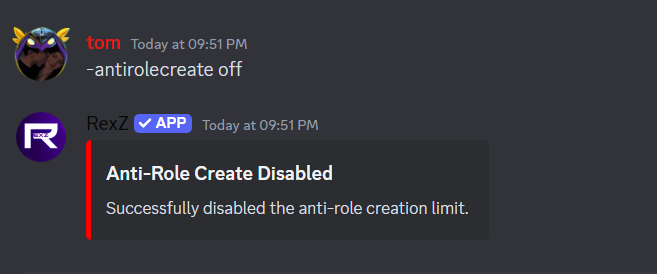 tom Today at 09:51 PM
-antirolecreate off
RexZ ✓ APP Today at 09:51 PM
Anti-Role Create Disabled
Successfully disabled the anti-role creation limit.